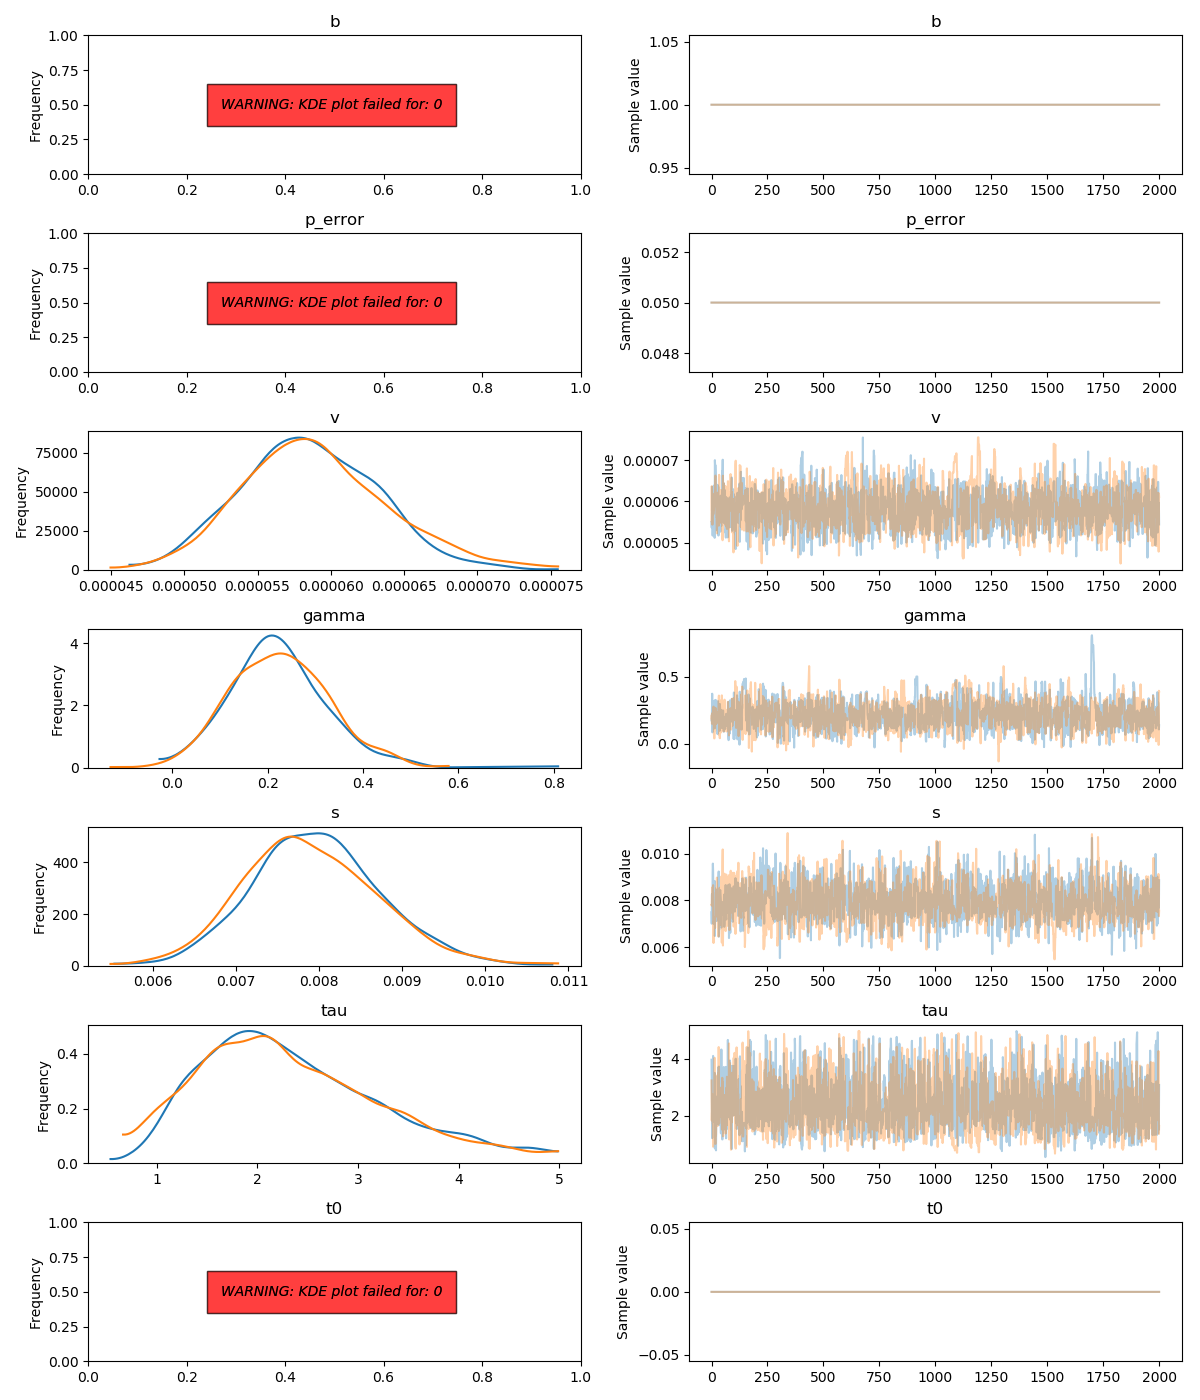 b
b
1.00
0.75
0.50
0.25
0.00
Frequency
WARNING: KDE plot failed for: 0
0.0 0.2 0.4 0.6 0.8 1.0
1.05
1.00
0.95
Sample value
0 250 500 750 1000 1250 1500 1750 2000
p_error
p_error
1.00
0.75
0.50
0.25
0.00
Frequency
WARNING: KDE plot failed for: 0
0.0 0.2 0.4 0.6 0.8 1.0
0.052
0.050
0.048
Sample value
0 250 500 750 1000 1250 1500 1750 2000
v
v
75000
50000
25000
0
Frequency
0.000045 0.000050 0.000055 0.000060 0.000065 0.000070 0.000075
0.00007
0.00006
0.00005
Sample value
0 250 500 750 1000 1250 1500 1750 2000
gamma
gamma
4
2
0
Frequency
0.0 0.2 0.4 0.6 0.8
0.5
0.0
Sample value
0 250 500 750 1000 1250 1500 1750 2000
s
s
400
200
0
Frequency
0.006 0.007 0.008 0.009 0.010 0.011
0.010
0.008
0.006
Sample value
0 250 500 750 1000 1250 1500 1750 2000
tau
tau
0.4
0.2
0.0
Frequency
1 2 3 4 5
4
2
Sample value
0 250 500 750 1000 1250 1500 1750 2000
t0
t0
1.00
0.75
0.50
0.25
0.00
Frequency
WARNING: KDE plot failed for: 0
0.0 0.2 0.4 0.6 0.8 1.0
0.05
0.00
−0.05
Sample value
0 250 500 750 1000 1250 1500 1750 2000